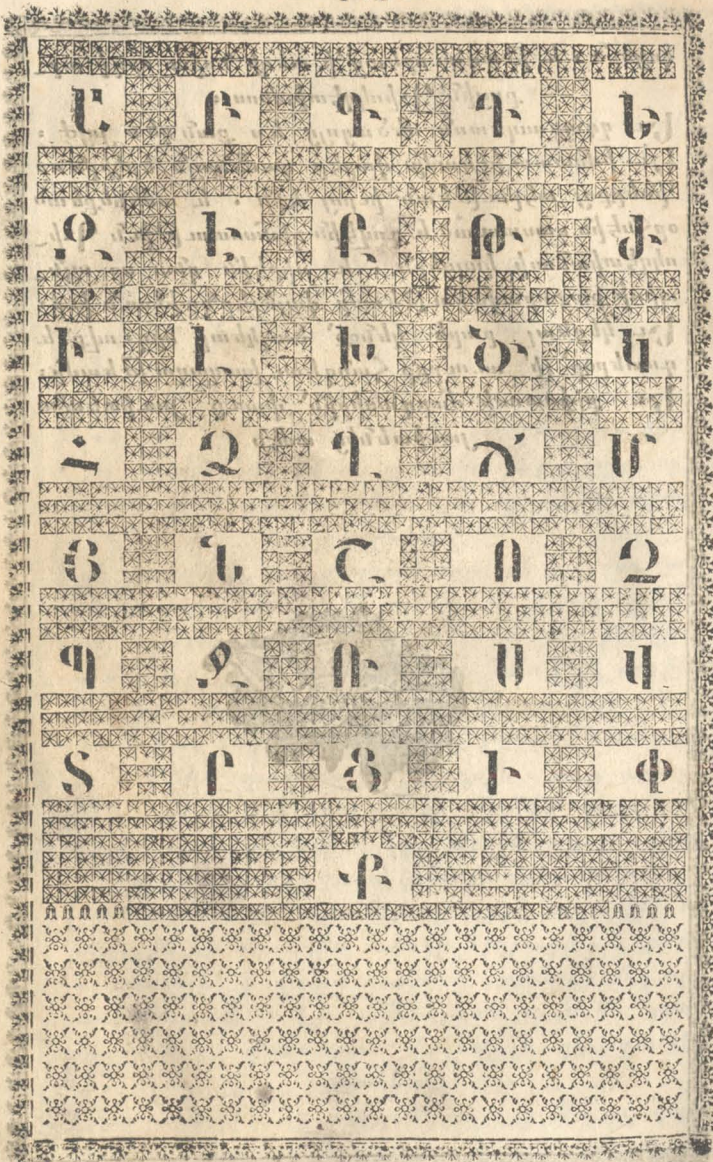 Ա Բ Գ Դ Ե
Զ Է Ը Թ Ժ
Ի Լ Խ Ծ Կ
Հ Ձ Ղ Ճ Մ
Յ Ն Շ Ո Չ
Պ Ջ Ռ Ս Վ
Տ Ր Ց Ւ Փ
Ք